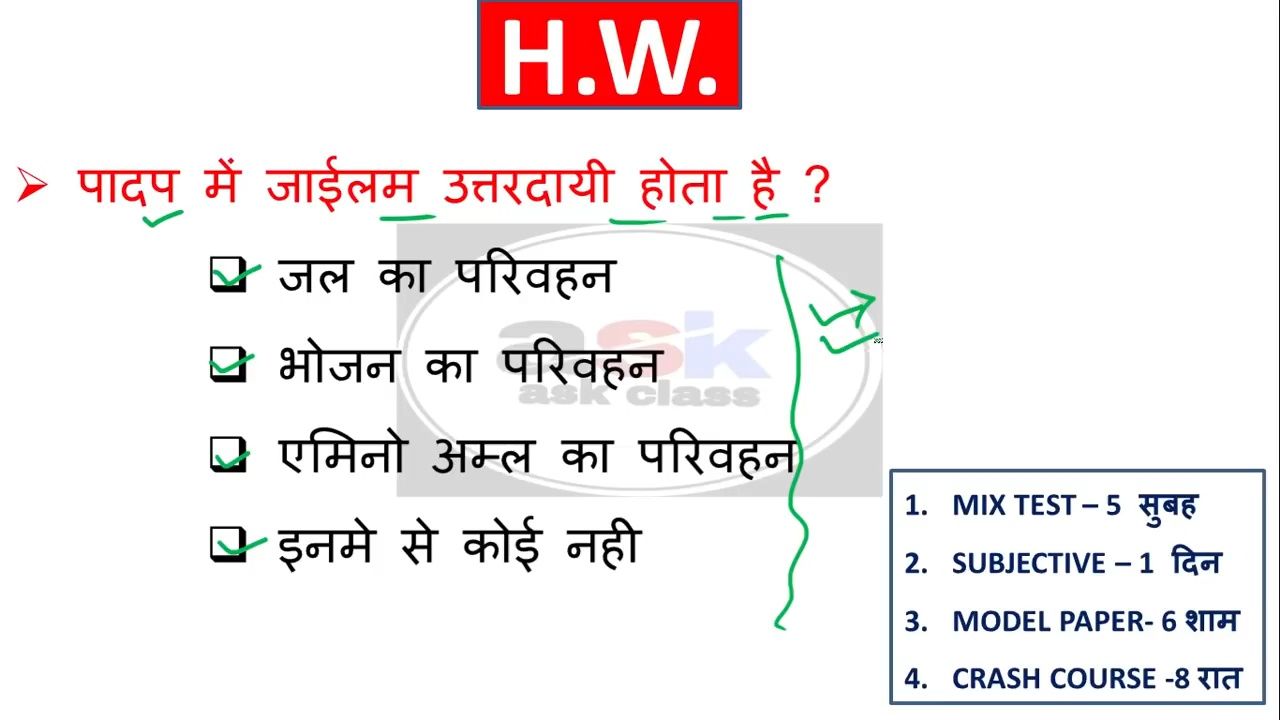 H.W.
पादप में जाईलम उत्तरदायी होता है ?
जल का परिवहन
भोजन का परिवहन
एमिनो अम्ल का परिवहन
इनमे से कोई नही
ask
ask class
1. MIX TEST – 5 सुबह
2. SUBJECTIVE – 1 दिन
3. MODEL PAPER- 6 शाम
4. CRASH COURSE -8 रात